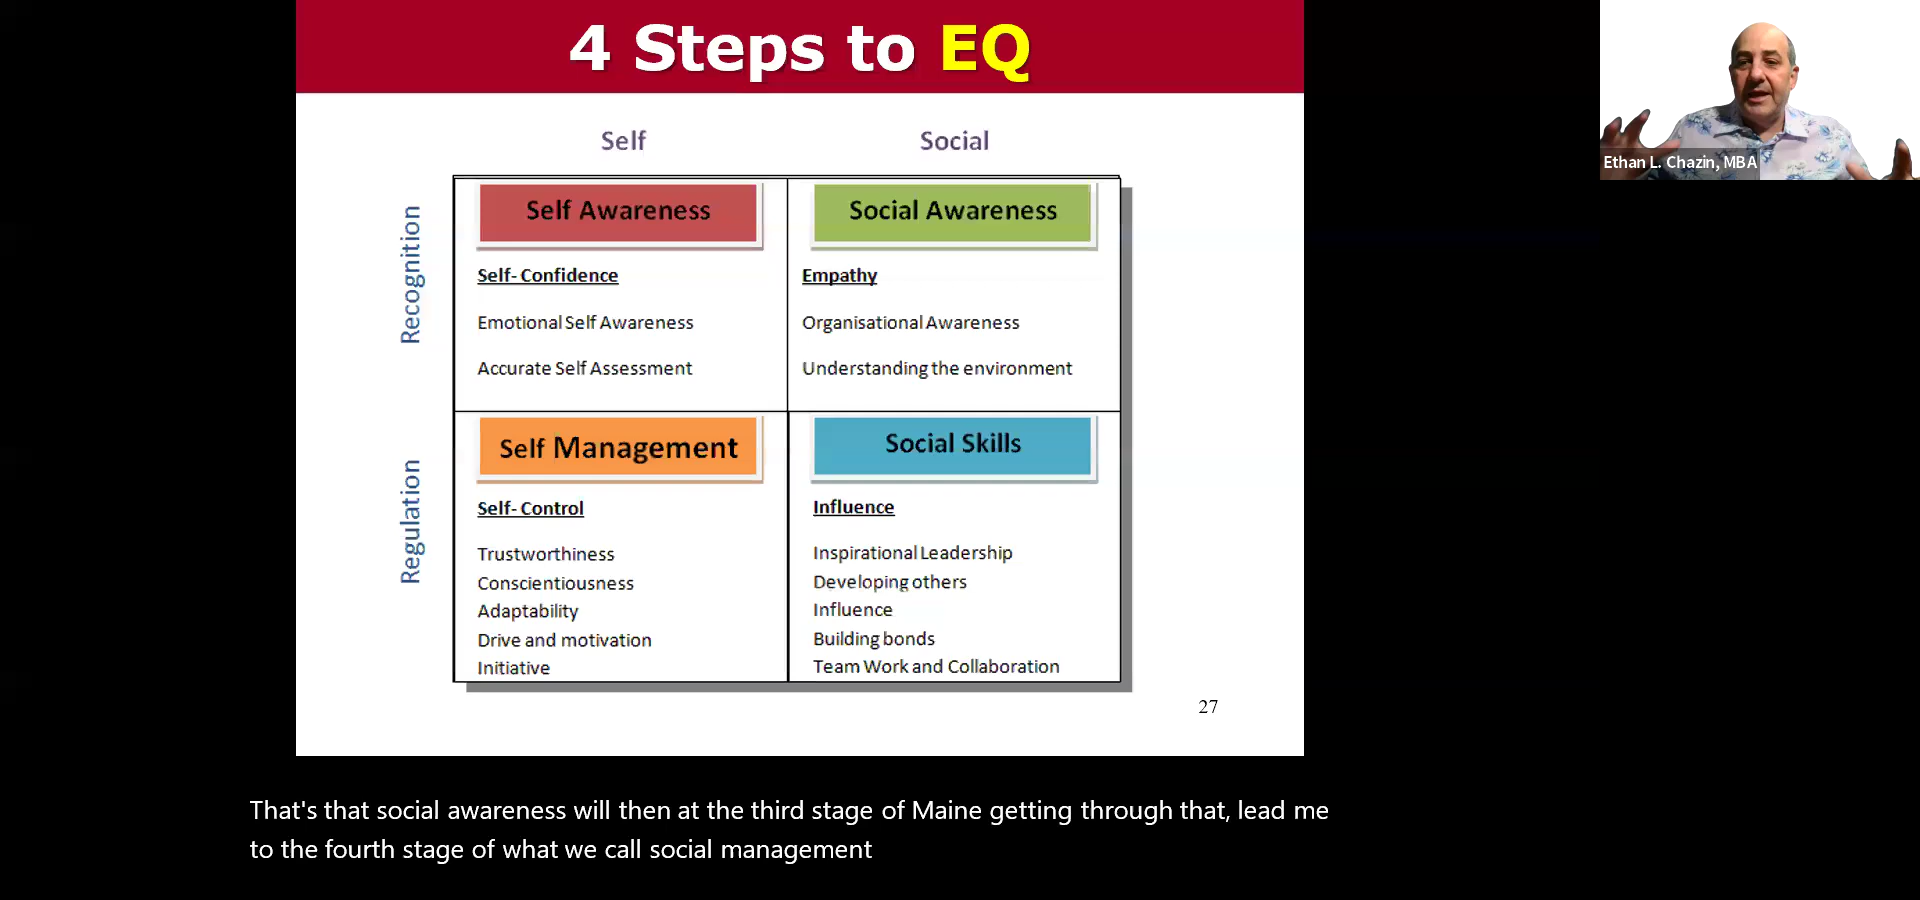 4 Steps to EQ
Self
Social
Recognition
Self Awareness
Self- Confidence
Emotional Self Awareness
Accurate Self Assessment
Social Awareness
Empathy
Organisational Awareness
Understanding the environment
Regulation
Self Management
Self- Control
Trustworthiness
Conscientiousness
Adaptability
Drive and motivation
Initiative
Social Skills
Influence
Inspirational Leadership
Developing others
Influence
Building bonds
Team Work and Collaboration
27
Ethan L. Chazin, MBA
That's that social awareness will then at the third stage of Maine getting through that, lead me
to the fourth stage of what we call social management